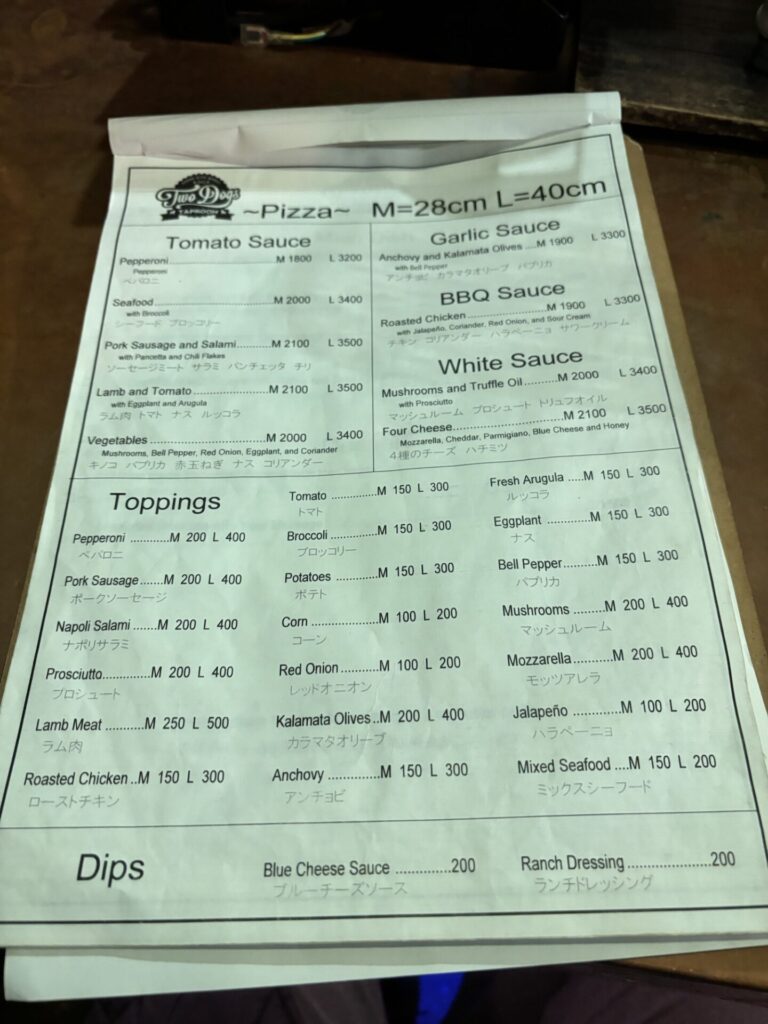 Two Dogs
TAPROOM
~Pizza~ M=28cm L=40cm
Tomato Sauce
Pepperoni M 1800 L 3200
Pepperoni
ペパロニ
Seafood M 2000 L 3400
with Broccoli
シーフード ブロッコリー
Pork Sausage and Salami M 2100 L 3500
with Pancetta and Chili Flakes
ソーセージミート サラミ パンチェッタ チリ
Lamb and Tomato M 2100 L 3500
with Eggplant and Arugula
ラム肉 トマト ナス ルッコラ
Vegetables M 2000 L 3400
Mushrooms, Bell Pepper, Red Onion, Eggplant, and Coriander
キノコ パプリカ 赤玉ねぎ ナス コリアンダー
Garlic Sauce
Anchovy and Kalamata Olives M 1900 L 3300
with Bell Pepper
アンチョビ カラマタオリーブ パプリカ
BBQ Sauce
Roasted Chicken M 1900 L 3300
with Jalapeño, Coriander, Red Onion, and Sour Cream
チキン コリアンダー ハラペーニョ サワークリーム
White Sauce
Mushrooms and Truffle Oil M 2000 L 3400
with Prosciutto
マッシュルーム プロシュート トリュフオイル
Four Cheese M 2100 L 3500
Mozzarella, Cheddar, Parmigiano, Blue Cheese and Honey
4種のチーズ ハチミツ
Toppings
Pepperoni M 200 L 400
ペパロニ
Pork Sausage M 200 L 400
ポークソーセージ
Napoli Salami M 200 L 400
ナポリサラミ
Prosciutto M 200 L 400
プロシュート
Lamb Meat M 250 L 500
ラム肉
Roasted Chicken M 150 L 300
ローストチキン
Tomato M 150 L 300
トマト
Broccoli M 150 L 300
ブロッコリー
Potatoes M 150 L 300
ポテト
Corn M 100 L 200
コーン
Red Onion M 100 L 200
レッドオニオン
Kalamata Olives M 200 L 400
カラマタオリーブ
Anchovy M 150 L 300
アンチョビ
Fresh Arugula M 150 L 300
ルッコラ
Eggplant M 150 L 300
ナス
Bell Pepper M 150 L 300
パプリカ
Mushrooms M 200 L 400
マッシュルーム
Mozzarella M 200 L 400
モッツアレラ
Jalapeño M 100 L 200
ハラペーニョ
Mixed Seafood M 150 L 200
ミックスシーフード
Dips
Blue Cheese Sauce 200
ブルーチーズソース
Ranch Dressing 200
ランチドレッシング